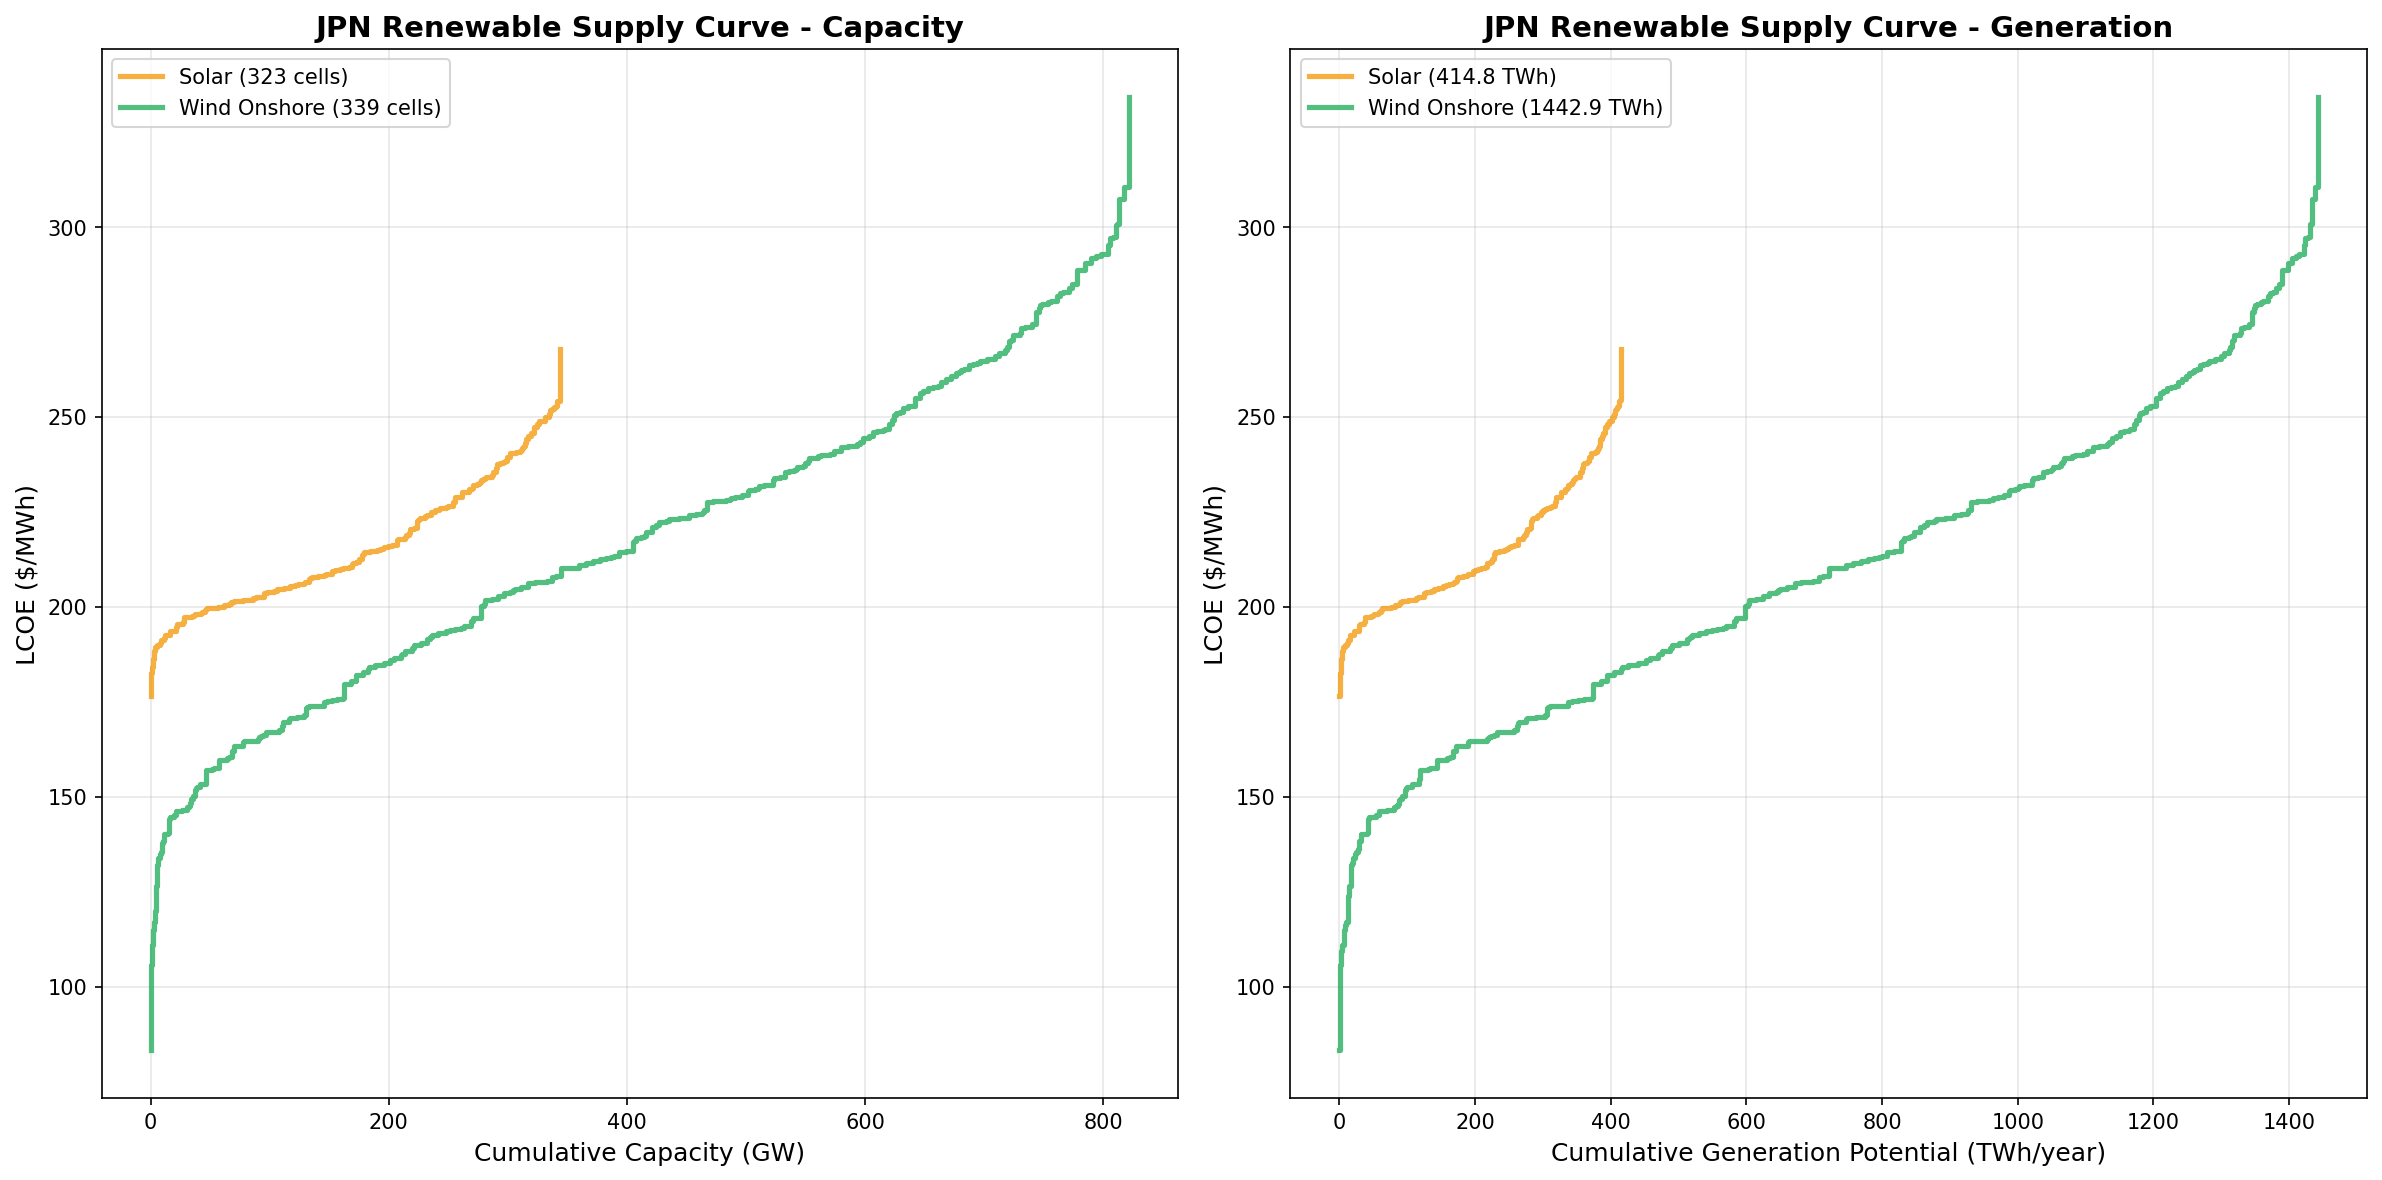 JPN Renewable Supply Curve - Capacity
Solar (323 cells)
Wind Onshore (339 cells)
LCOE ($/MWh)
300
250
200
150
100
0 200 400 600 800
Cumulative Capacity (GW)
JPN Renewable Supply Curve - Generation
Solar (414.8 TWh)
Wind Onshore (1442.9 TWh)
LCOE ($/MWh)
300
250
200
150
100
0 200 400 600 800 1000 1200 1400
Cumulative Generation Potential (TWh/year)